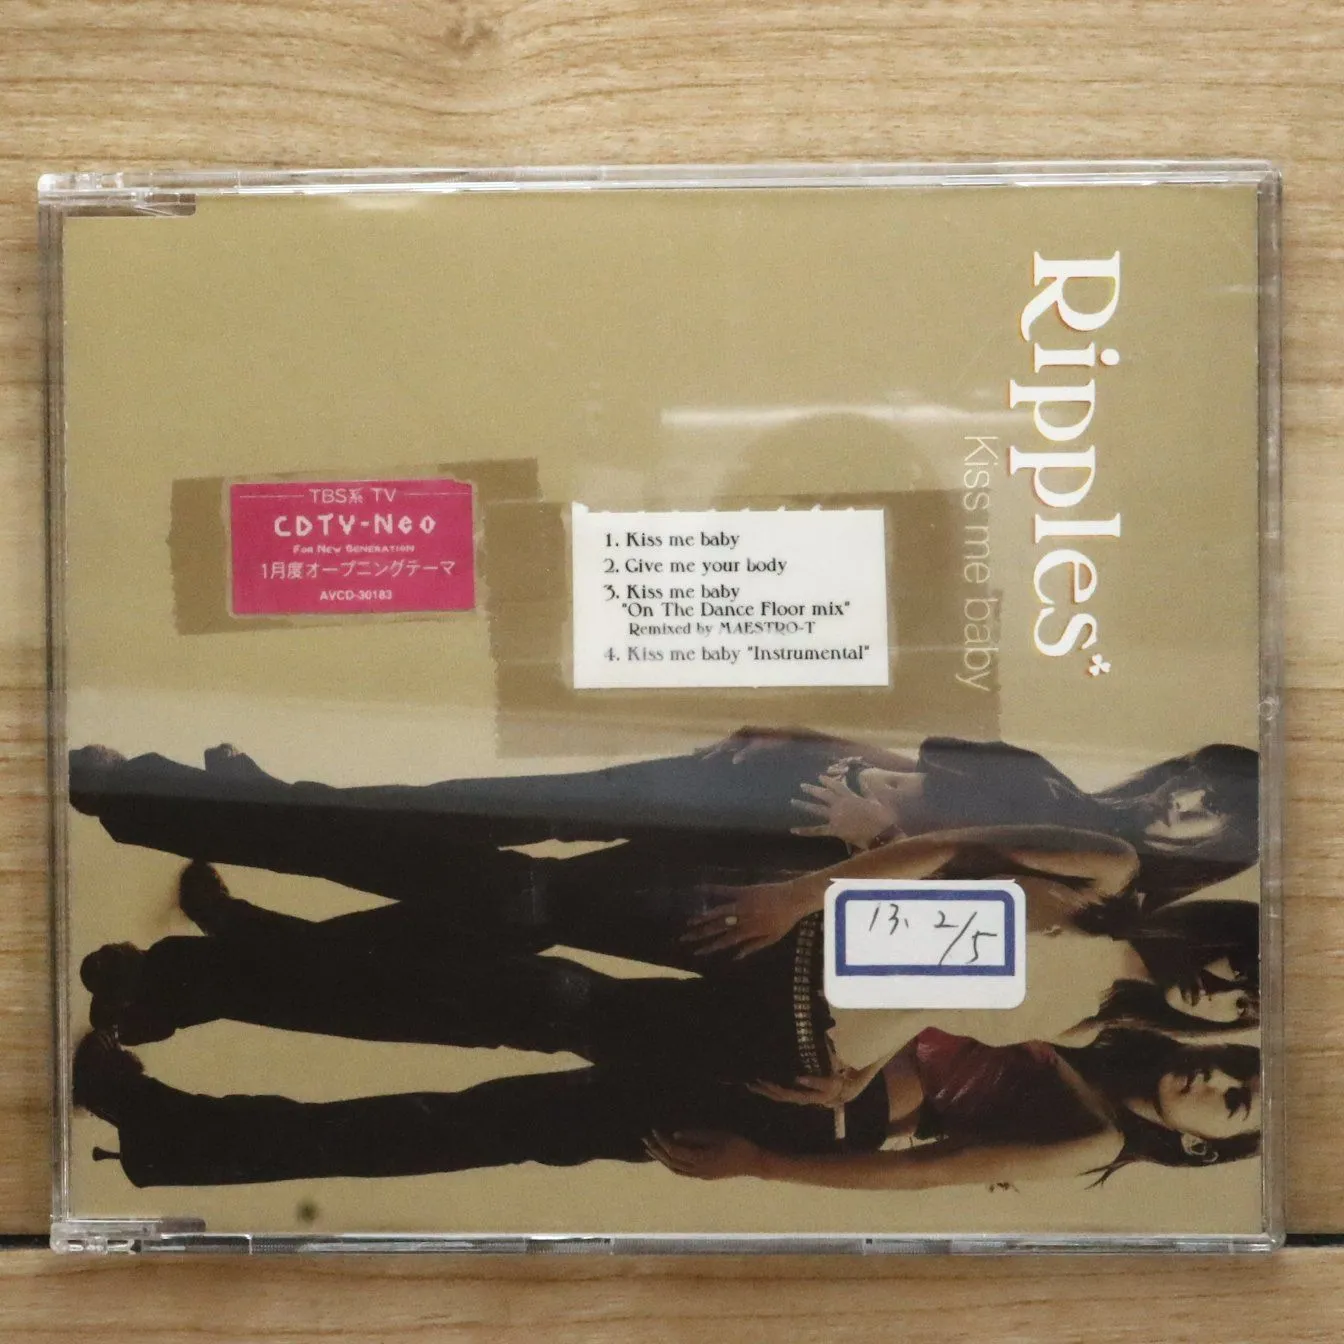 Ripples
Kiss me baby
TBS系 TV
CDTV-Neo
FOR NEW GENERATION
1月度オープニングテーマ
AVCD-30183
1. Kiss me baby
2. Give me your body
3. Kiss me baby
"On The Dance Floor mix"
Remixed by MAESTRO-T
4. Kiss me baby "Instrumental"
13. 2/5